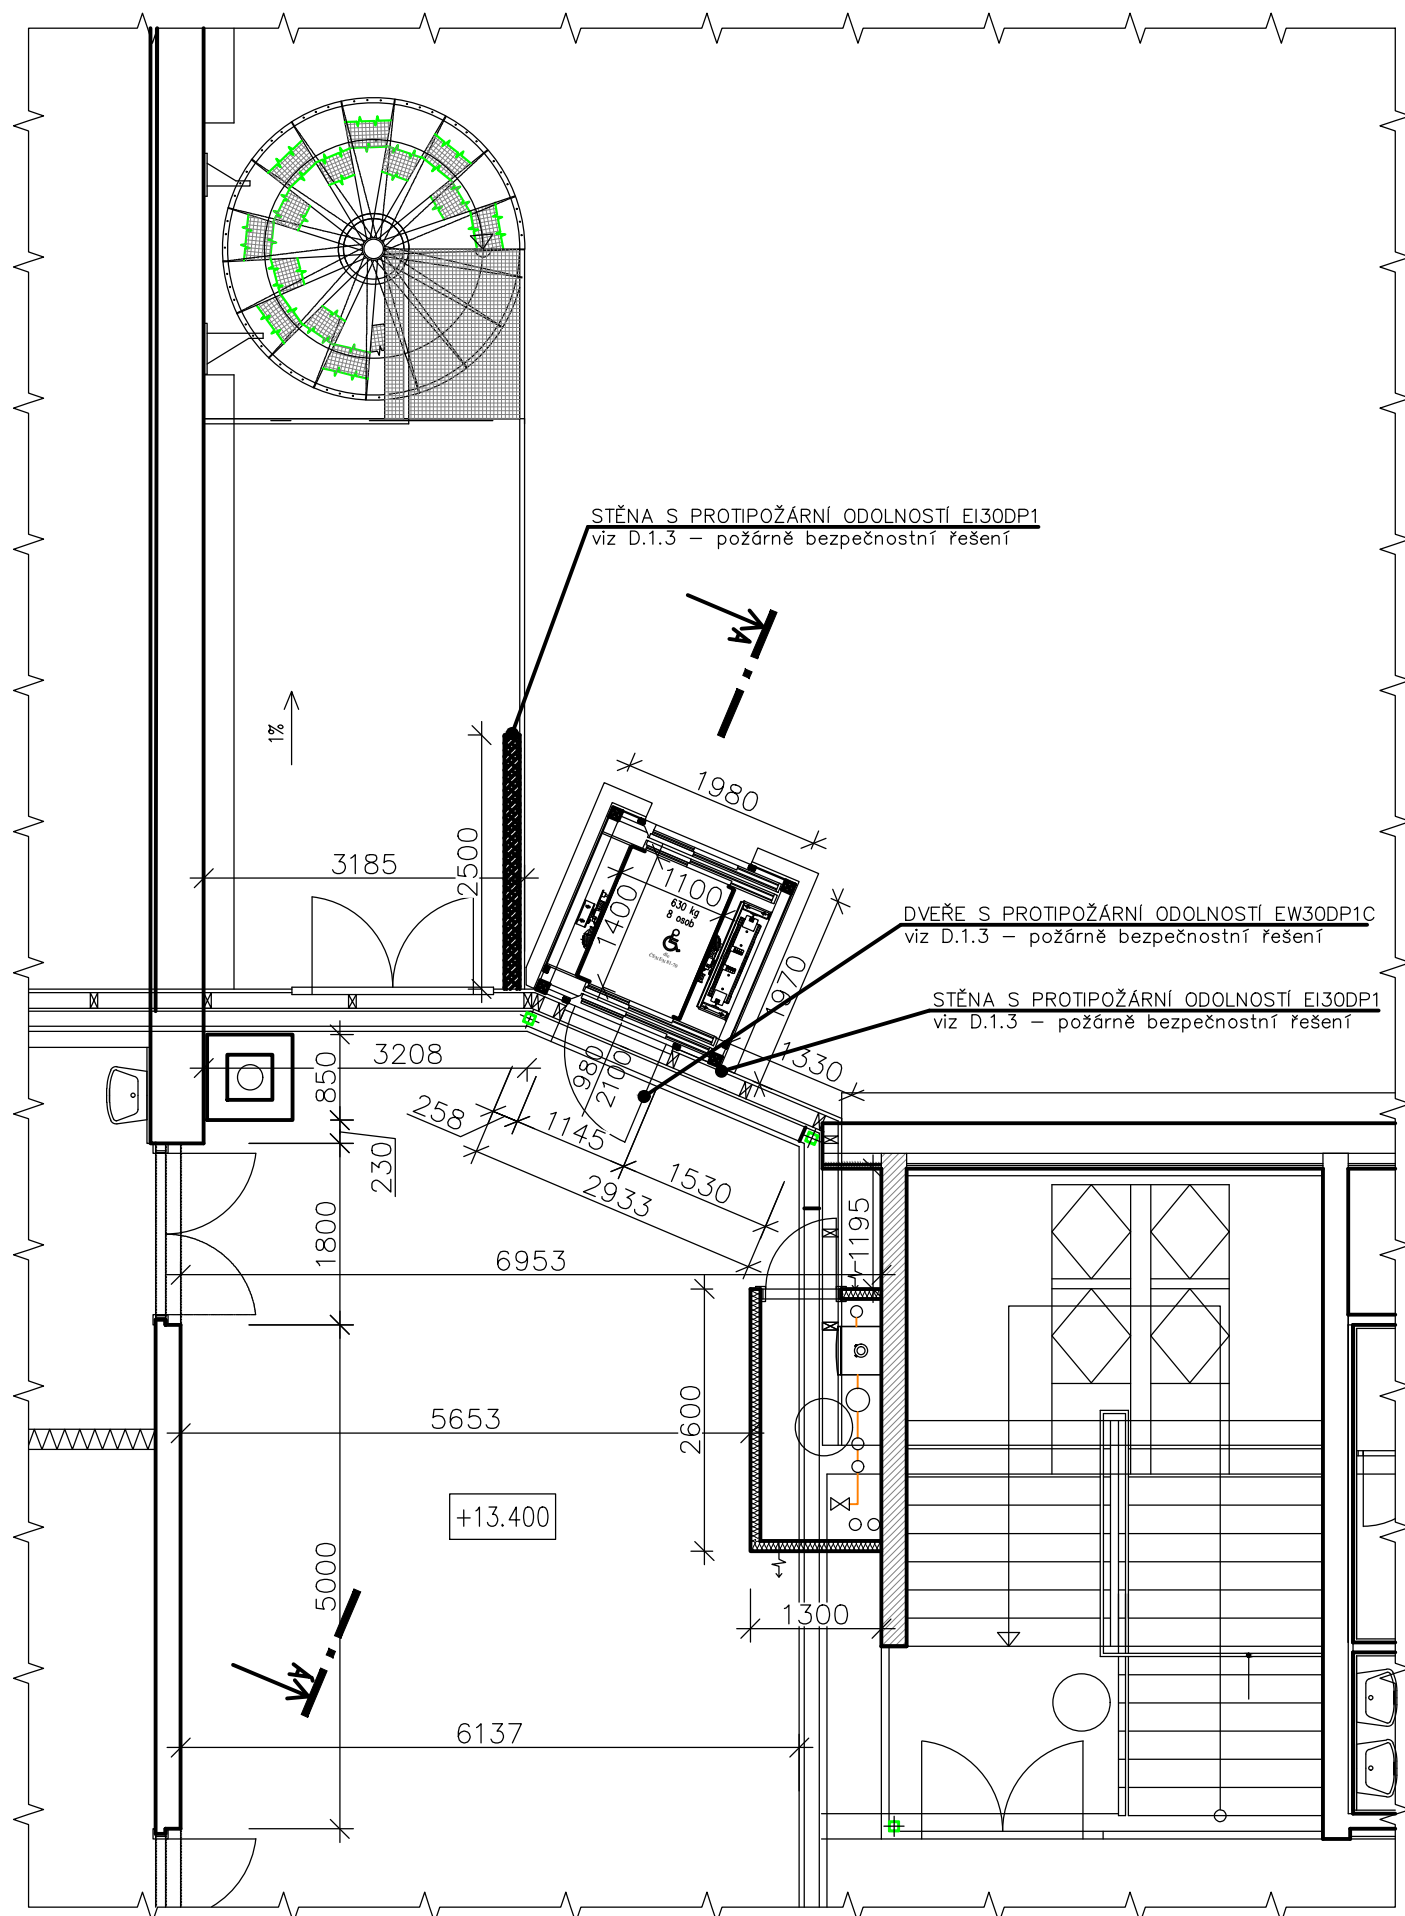 STĚNA S PROTIPOŽÁRNÍ ODOLNOSTÍ EI30DP1
viz D.1.3 – požárně bezpečnostní řešení
A
1%
1980
3185
2500
1100
1400
630 kg
8 osob
DVEŘE S PROTIPOŽÁRNÍ ODOLNOSTÍ EW30DP1C
viz D.1.3 – požárně bezpečnostní řešení
1970
STĚNA S PROTIPOŽÁRNÍ ODOLNOSTÍ EI30DP1
viz D.1.3 – požárně bezpečnostní řešení
3208
850
980
2100
1330
258
1145
230
1530
2933
1800
1195
6953
5653
2600
+13.400
5000
1300
A
6137